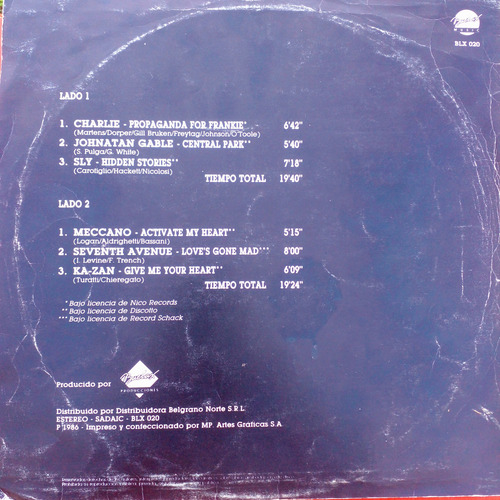 BLX 020
LADO 1
1. CHARLIE - PROPAGANDA FOR FRANKIE* 6'42"
(Martens/Dorper/Gill Bruken/Freytag/Johnson/O'Toole)
2. JOHNATAN GABLE - CENTRAL PARK** 5'40"
(S. Pulga/G. White)
3. SLY - HIDDEN STORIES** 7'18"
(Carotiglio/Hackett/Nicolosi)
TIEMPO TOTAL 19'40"
LADO 2
1. MECCANO - ACTIVATE MY HEART** 5'15"
(Logan/Aldrighetti/Bassani)
2. SEVENTH AVENUE - LOVE'S GONE MAD*** 8'00"
(I. Levine/F. Trench)
3. KA-ZAN - GIVE ME YOUR HEART** 6'09"
(Turatti/Chieregato)
TIEMPO TOTAL 19'24"
* Bajo licencia de Nico Records
** Bajo licencia de Discotto
*** Bajo licencia de Record Schack
Producido por
PRODUCCIONES
Distribuido por Distribuidora Belgrano Norte S.R.L.
ESTEREO - SADAIC - BLX 020
P 1986 - Impreso y confeccionado por MP. Artes Gráficas S.A